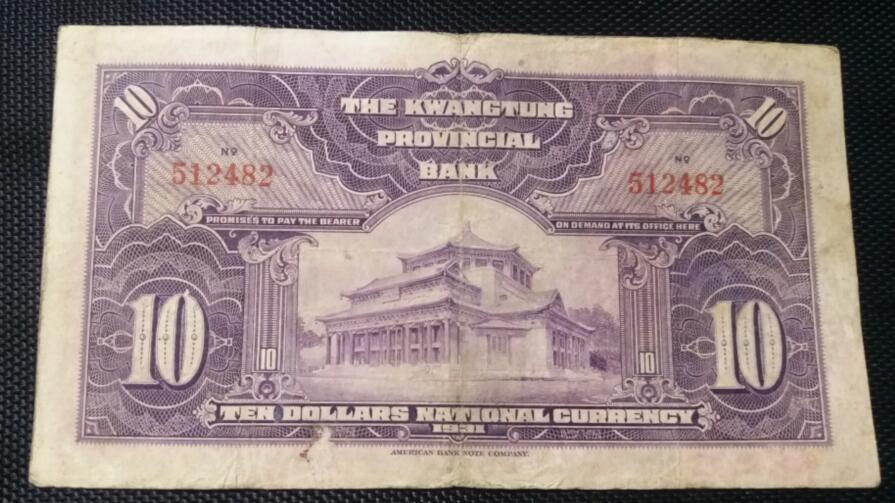 10 10
THE KWANGTUNG
PROVINCIAL
BANK
Nº 512482
Nº 512482
PROMISES TO PAY THE BEARER
ON DEMAND AT ITS OFFICE HERE
10 10
10 10
TEN DOLLARS NATIONAL CURRENCY
1931
AMERICAN BANK NOTE COMPANY.